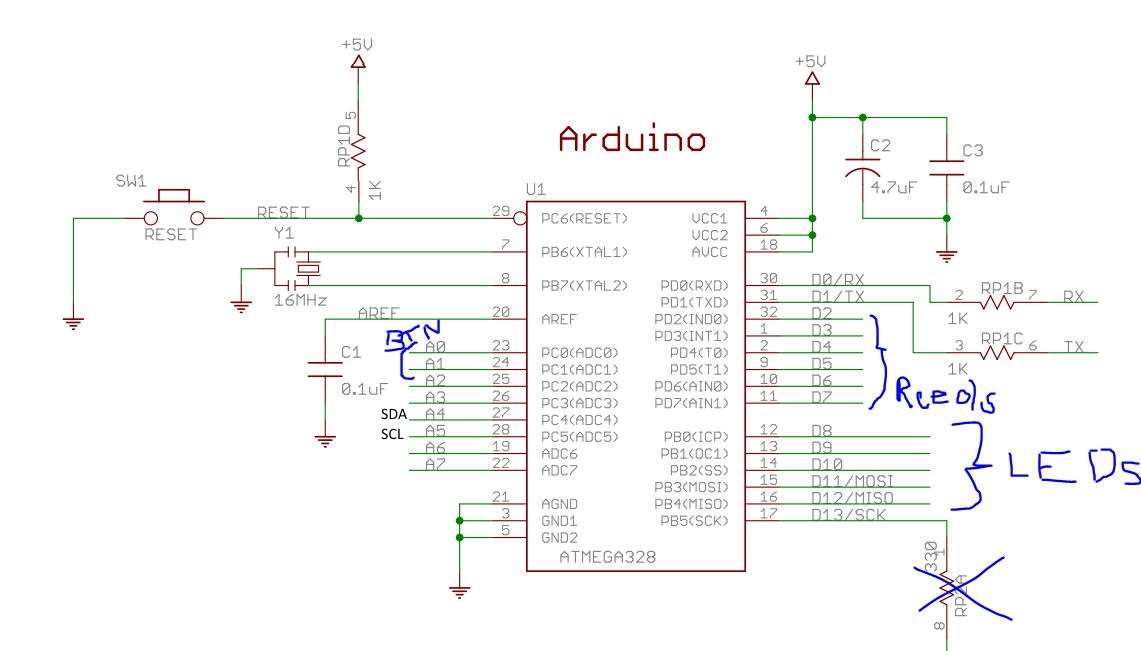 +5V
+5V
RP1D
5
4
1K
Arduino
C2
4.7uF
C3
0.1uF
SW1
RESET
RESET
U1
29 PC6(RESET) VCC1 4
VCC2 6
Y1
7 PB6(XTAL1) AVCC 18
16MHz
8 PB7(XTAL2) PD0(RXD) 30 D0/RX 2 RP1B 7 RX
1K
PD1(TXD) 31 D1/TX
AREF 20 AREF PD2(IND0) 32 D2
PD3(INT1) 1 D3
BTN
C1
0.1uF
A0 23 PC0(ADC0) PD4(T0) 2 D4 3 RP1C 6 TX
1K
A1 24 PC1(ADC1) PD5(T1) 9 D5
A2 25 PC2(ADC2) PD6(AIN0) 10 D6
A3 26 PC3(ADC3) PD7(AIN1) 11 D7
SDA A4 27 PC4(ADC4)
SCL A5 28 PC5(ADC5) PB0(ICP) 12 D8
A6 19 ADC6 PB1(OC1) 13 D9
A7 22 ADC7 PB2(SS) 14 D10
LEDs
PB3(MOSI) 15 D11/MOSI
21 AGND PB4(MISO) 16 D12/MISO
3 GND1 PB5(SCK) 17 D13/SCK
5 GND2
ATMEGA328
330
1
8